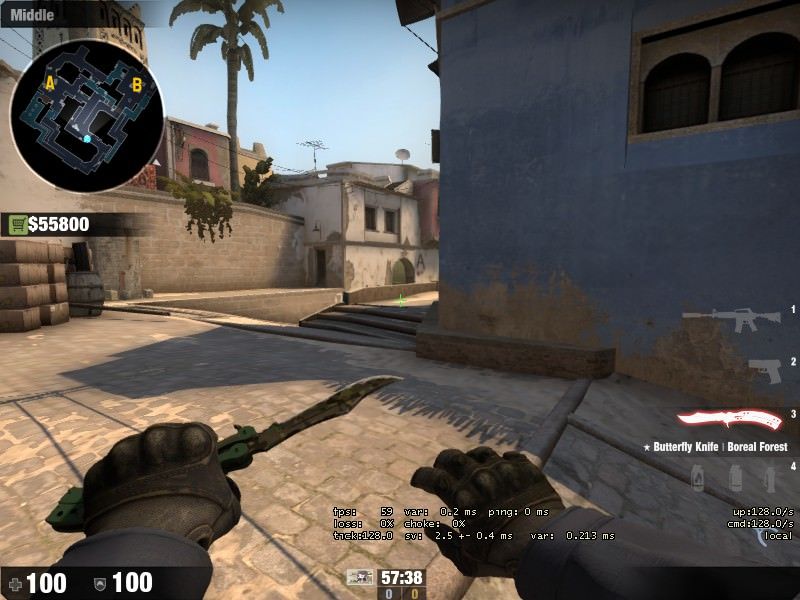 Middle
A
B
$55800
A
1
2
3
★ Butterfly Knife | Boreal Forest
4
fps: 59 var: 0.2 ms ping: 0 ms
loss: 0% choke: 0%
tick:128.0 sv: 2.5 +- 0.4 ms var: 0.213 ms
up:128.0/s
cmd:128.0/s
local
100
100
57:38
0 0